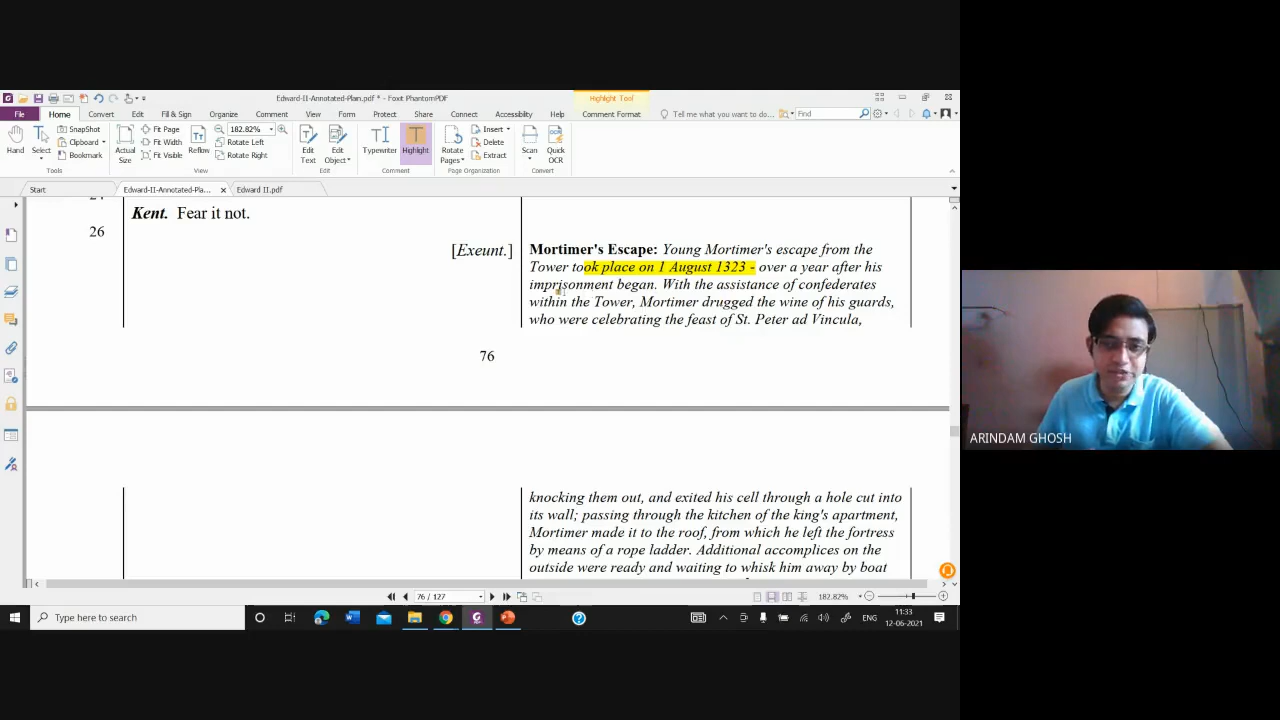 Edward-II-Annotated-Plain.pdf * - Foxit PhantomPDF
Highlight Tool
File Home Convert Edit Fill & Sign Organize Comment View Form Protect Share Connect Accessibility Help Comment Format Tell me what you want to do... Find
Hand
Select
SnapShot
Clipboard
Bookmark
Tools
Actual Size
Fit Page
Fit Width
Fit Visible
Reflow
182.82%
Rotate Left
Rotate Right
View
Edit Text
Edit Object
Edit
Typewriter
Highlight
Comment
Rotate Pages
Insert
Delete
Extract
Page Organization
Scan
Quick OCR
Convert
Start Edward-II-Annotated-Pla... Edward II.pdf
24
Kent. Fear it not.
26
[Exeunt.]
Mortimer's Escape: Young Mortimer's escape from the
Tower took place on 1 August 1323 - over a year after his
imprisonment began. With the assistance of confederates
within the Tower, Mortimer drugged the wine of his guards,
who were celebrating the feast of St. Peter ad Vincula,
76
knocking them out, and exited his cell through a hole cut into
its wall; passing through the kitchen of the king's apartment,
Mortimer made it to the roof, from which he left the fortress
by means of a rope ladder. Additional accomplices on the
outside were ready and waiting to whisk him away by boat
76 / 127
182.82%
Type here to search
ENG
11:33
12-06-2021
ARINDAM GHOSH